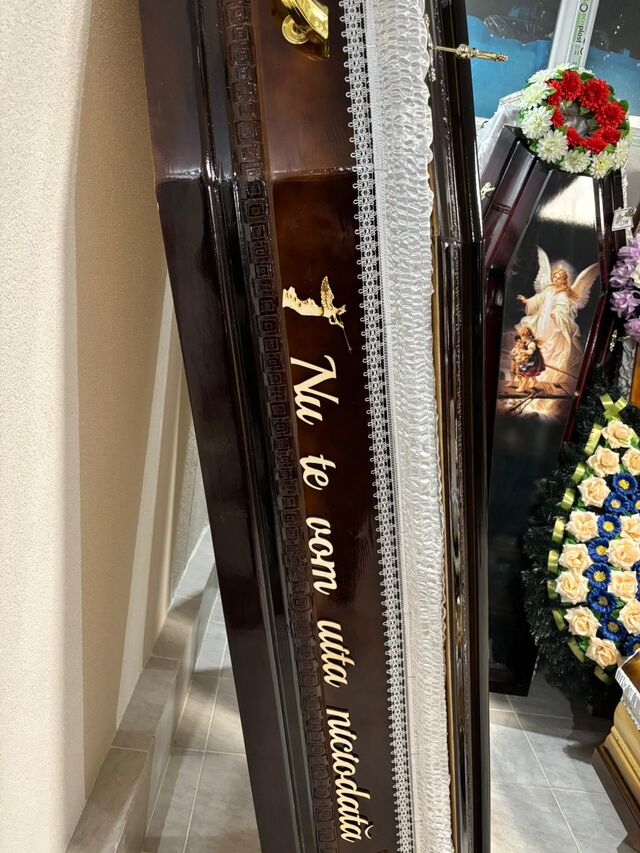 Nu te vom uita niciodată